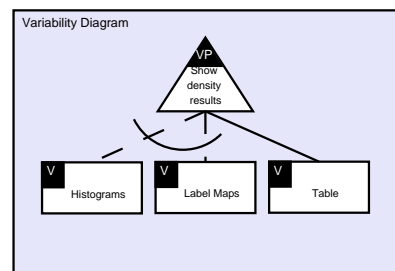 Variability Diagram
VP
Show
density
results
V
Histograms
V
Label Maps
V
Table